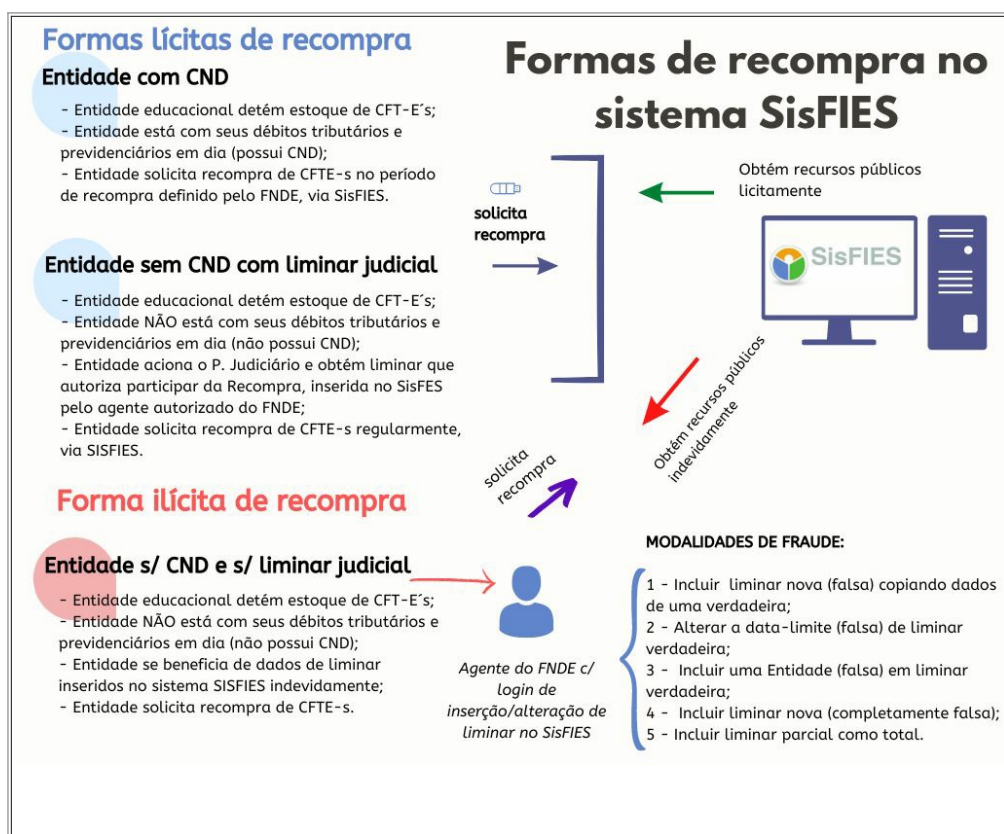 Formas lícitas de recompra
Formas de recompra no
sistema SisFIES
Entidade com CND
- Entidade educacional detém estoque de CFT-E´s;
- Entidade está com seus débitos tributários e
previdenciários em dia (possui CND);
- Entidade solicita recompra de CFTE-s no período
de recompra definido pelo FNDE, via SisFIES.
solicita
recompra
Obtém recursos públicos
licitamente
SisFIES
Entidade sem CND com liminar judicial
- Entidade educacional detém estoque de CFT-E´s;
- Entidade NÃO está com seus débitos tributários e
previdenciários em dia (não possui CND);
- Entidade aciona o P. Judiciário e obtém liminar que
autoriza participar da Recompra, inserida no SisFES
pelo agente autorizado do FNDE;
- Entidade solicita recompra de CFTE-s regularmente,
via SISFIES.
Obtém recursos públicos
indevidamente
solicita
recompra
Forma ilícita de recompra
Entidade s/ CND e s/ liminar judicial
- Entidade educacional detém estoque de CFT-E´s;
- Entidade NÃO está com seus débitos tributários e
previdenciários em dia (não possui CND);
- Entidade se beneficia de dados de liminar
inseridos no sistema SISFIES indevidamente;
- Entidade solicita recompra de CFTE-s.
Agente do FNDE c/
login de
inserção/alteração de
liminar no SisFIES
MODALIDADES DE FRAUDE:
1 - Incluir liminar nova (falsa) copiando dados
de uma verdadeira;
2 - Alterar a data-limite (falsa) de liminar
verdadeira;
3 - Incluir uma Entidade (falsa) em liminar
verdadeira;
4 - Incluir liminar nova (completamente falsa);
5 - Incluir liminar parcial como total.